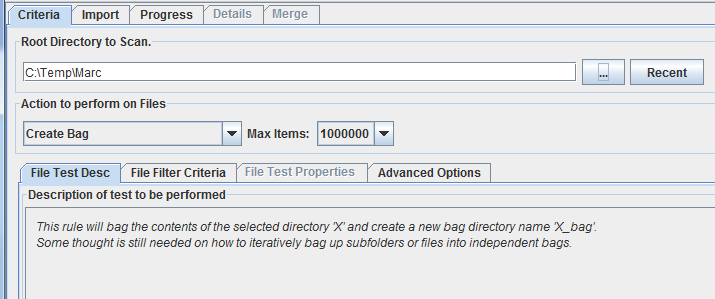 Criteria Import Progress Details Merge
Root Directory to Scan.
C:\Temp\Marc ... Recent
Action to perform on Files
Create Bag Max Items: 1000000
File Test Desc File Filter Criteria File Test Properties Advanced Options
Description of test to be performed
This rule will bag the contents of the selected directory 'X' and create a new bag directory name 'X_bag'.
Some thought is still needed on how to iteratively bag up subfolders or files into independent bags.